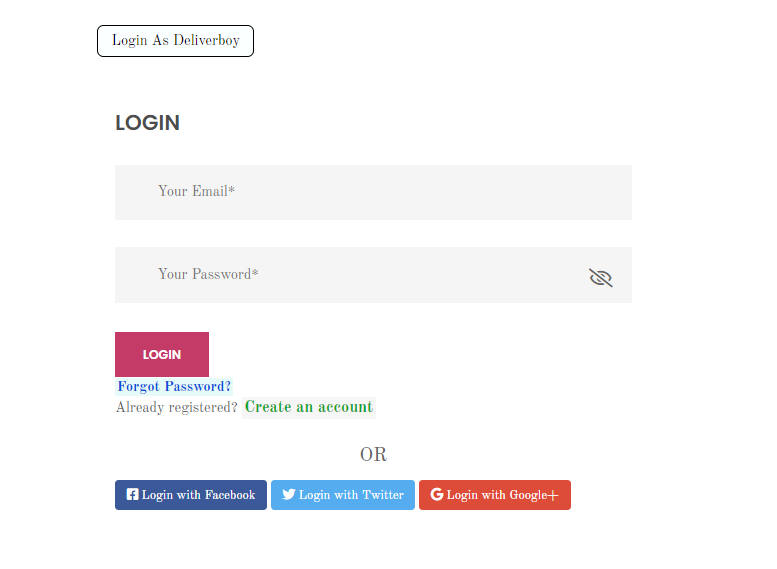 Login As Deliverboy
LOGIN
Your Email*
Your Password*
LOGIN
Forgot Password?
Already registered? Create an account
OR
Login with Facebook Login with Twitter Login with Google+